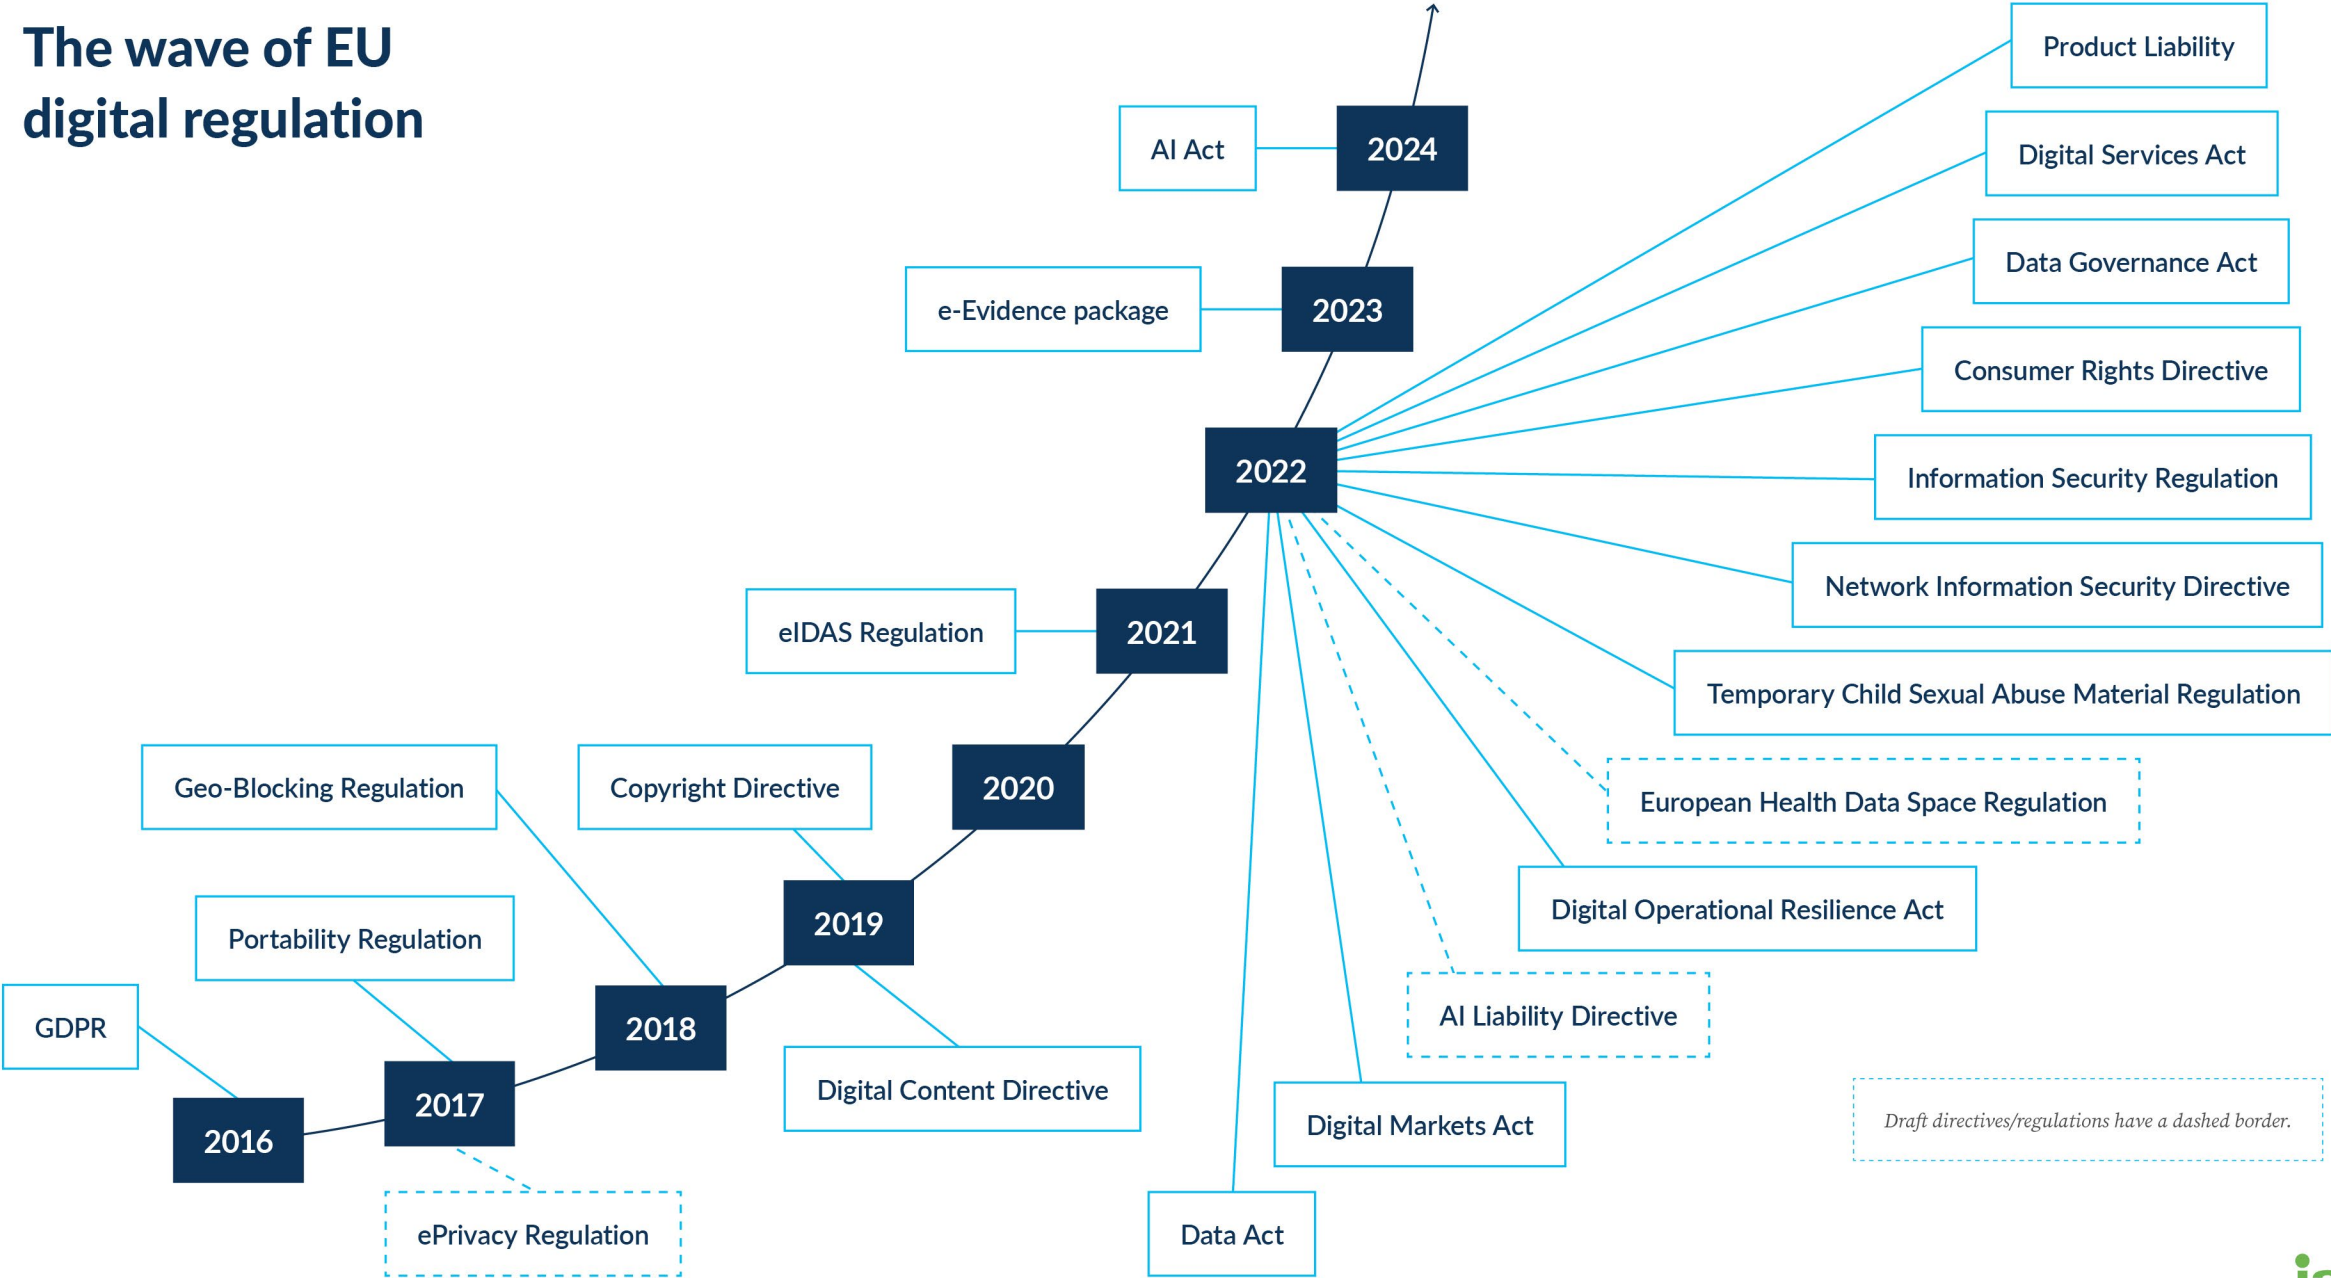 The wave of EU
digital regulation
Product Liability
AI Act
2024
Digital Services Act
Data Governance Act
e-Evidence package
2023
Consumer Rights Directive
2022
Information Security Regulation
Network Information Security Directive
eIDAS Regulation
2021
Temporary Child Sexual Abuse Material Regulation
Geo-Blocking Regulation
Copyright Directive
2020
European Health Data Space Regulation
Digital Operational Resilience Act
2019
Portability Regulation
AI Liability Directive
GDPR
2018
Digital Content Directive
2017
Digital Markets Act
Draft directives/regulations have a dashed border.
2016
ePrivacy Regulation
Data Act